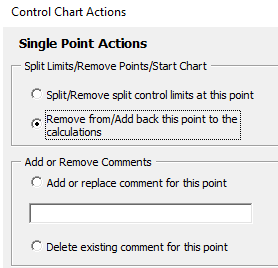 Control Chart Actions
Single Point Actions
Split Limits/Remove Points/Start Chart
Split/Remove split control limits at this point
Remove from/Add back this point to the
calculations
Add or Remove Comments
Add or replace comment for this point
Delete existing comment for this point